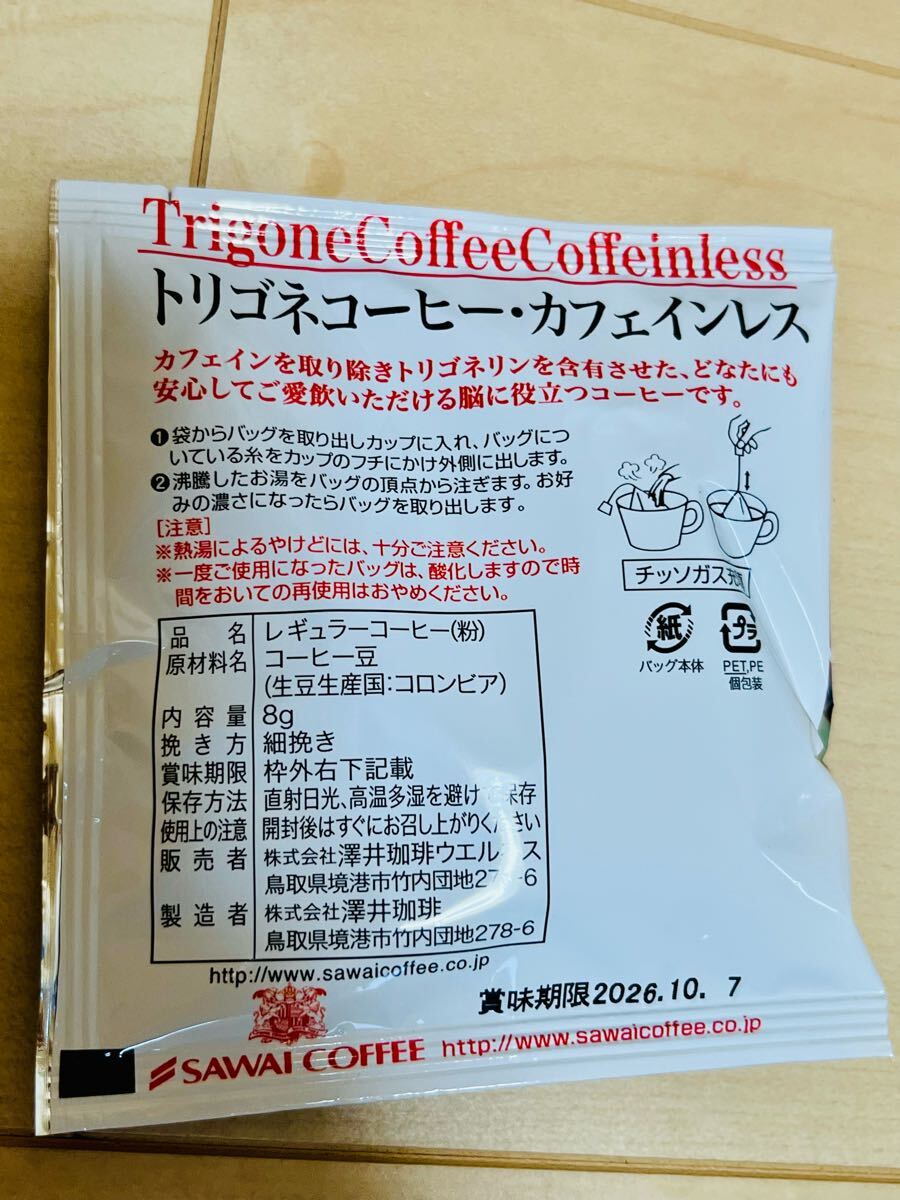 TrigoneCoffeeCoffeinless
トリゴネコーヒー・カフェインレス
カフェインを取り除きトリゴネリンを含有させた、どなたにも
安心してご愛飲いただける脳に役立つコーヒーです。
❶袋からバッグを取り出しカップに入れ、バッグにつ
いている糸をカップのフチにかけ外側に出します。
❷沸騰したお湯をバッグの頂点から注ぎます。お好
みの濃さになったらバッグを取り出します。
[注意]
※熱湯によるやけどには、十分ご注意ください。
※一度ご使用になったバッグは、酸化しますので時
間をおいての再使用はおやめください。
チッソガス充填
紙
バッグ本体
プラ
PET,PE
個包装
品名 レギュラーコーヒー(粉)
原材料名 コーヒー豆
(生豆生産国:コロンビア)
内容量 8g
挽き方 細挽き
賞味期限 枠外右下記載
保存方法 直射日光、高温多湿を避け 保存
使用上の注意 開封後はすぐにお召し上がりください
販売者 株式会社澤井珈琲ウエルネス
鳥取県境港市竹内団地278-6
製造者 株式会社澤井珈琲
鳥取県境港市竹内団地278-6
http://www.sawaicoffee.co.jp
賞味期限2026.10. 7
SAWAI COFFEE http://www.sawaicoffee.co.jp